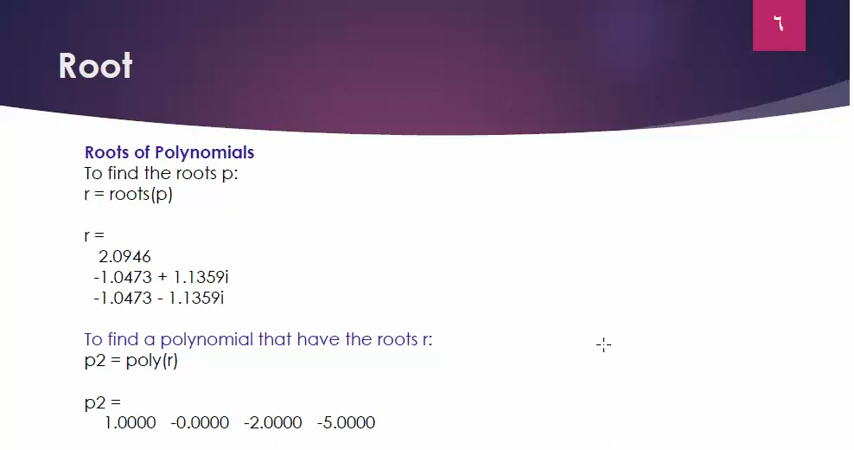 ٦
Root
Roots of Polynomials
To find the roots p:
r = roots(p)
r =
2.0946
-1.0473 + 1.1359i
-1.0473 - 1.1359i
To find a polynomial that have the roots r:
p2 = poly(r)
p2 =
1.0000 -0.0000 -2.0000 -5.0000